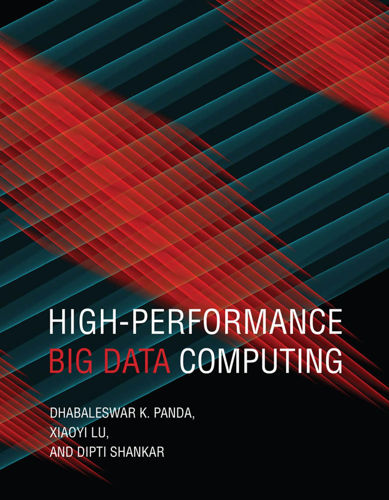 HIGH-PERFORMANCE
BIG DATA COMPUTING
DHABALESWAR K. PANDA,
XIAOYI LU,
AND DIPTI SHANKAR